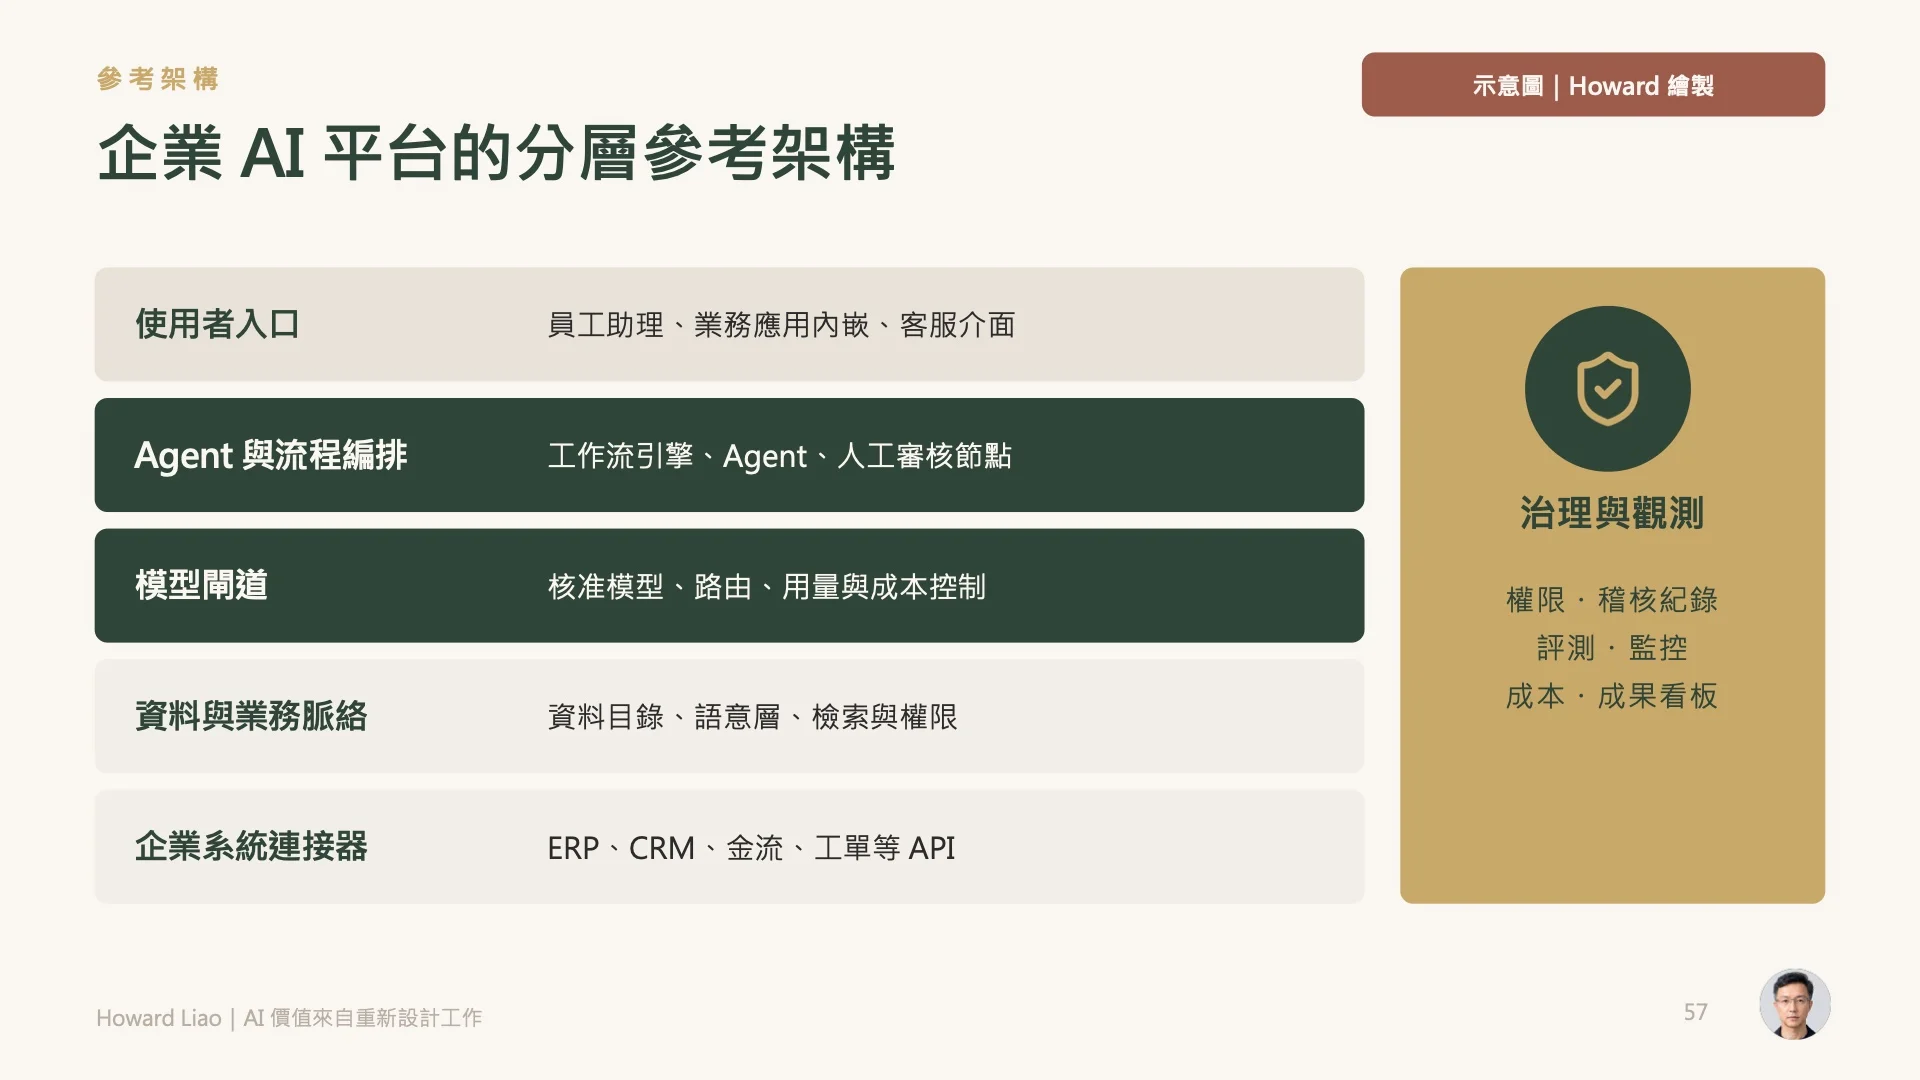 參考架構
企業 AI 平台的分層參考架構
示意圖｜Howard 繪製
使用者入口
員工助理、業務應用內嵌、客服介面
Agent 與流程編排
工作流引擎、Agent、人工審核節點
模型閘道
核准模型、路由、用量與成本控制
資料與業務脈絡
資料目錄、語意層、檢索與權限
企業系統連接器
ERP、CRM、金流、工單等 API
治理與觀測
權限・稽核紀錄
評測・監控
成本・成果看板
Howard Liao｜AI 價值來自重新設計工作
57